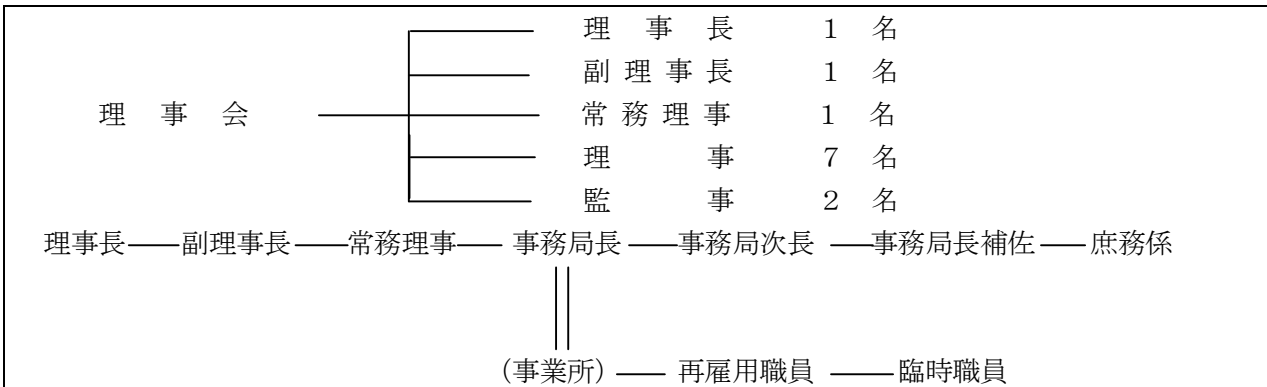 理事長 1 名
副理事長 1 名
理事会 常務理事 1 名
理事 7 名
監事 2 名
理事長 副理事長 常務理事 事務局長 事務局次長 事務局長補佐 庶務係
(事業所) 再雇用職員 臨時職員